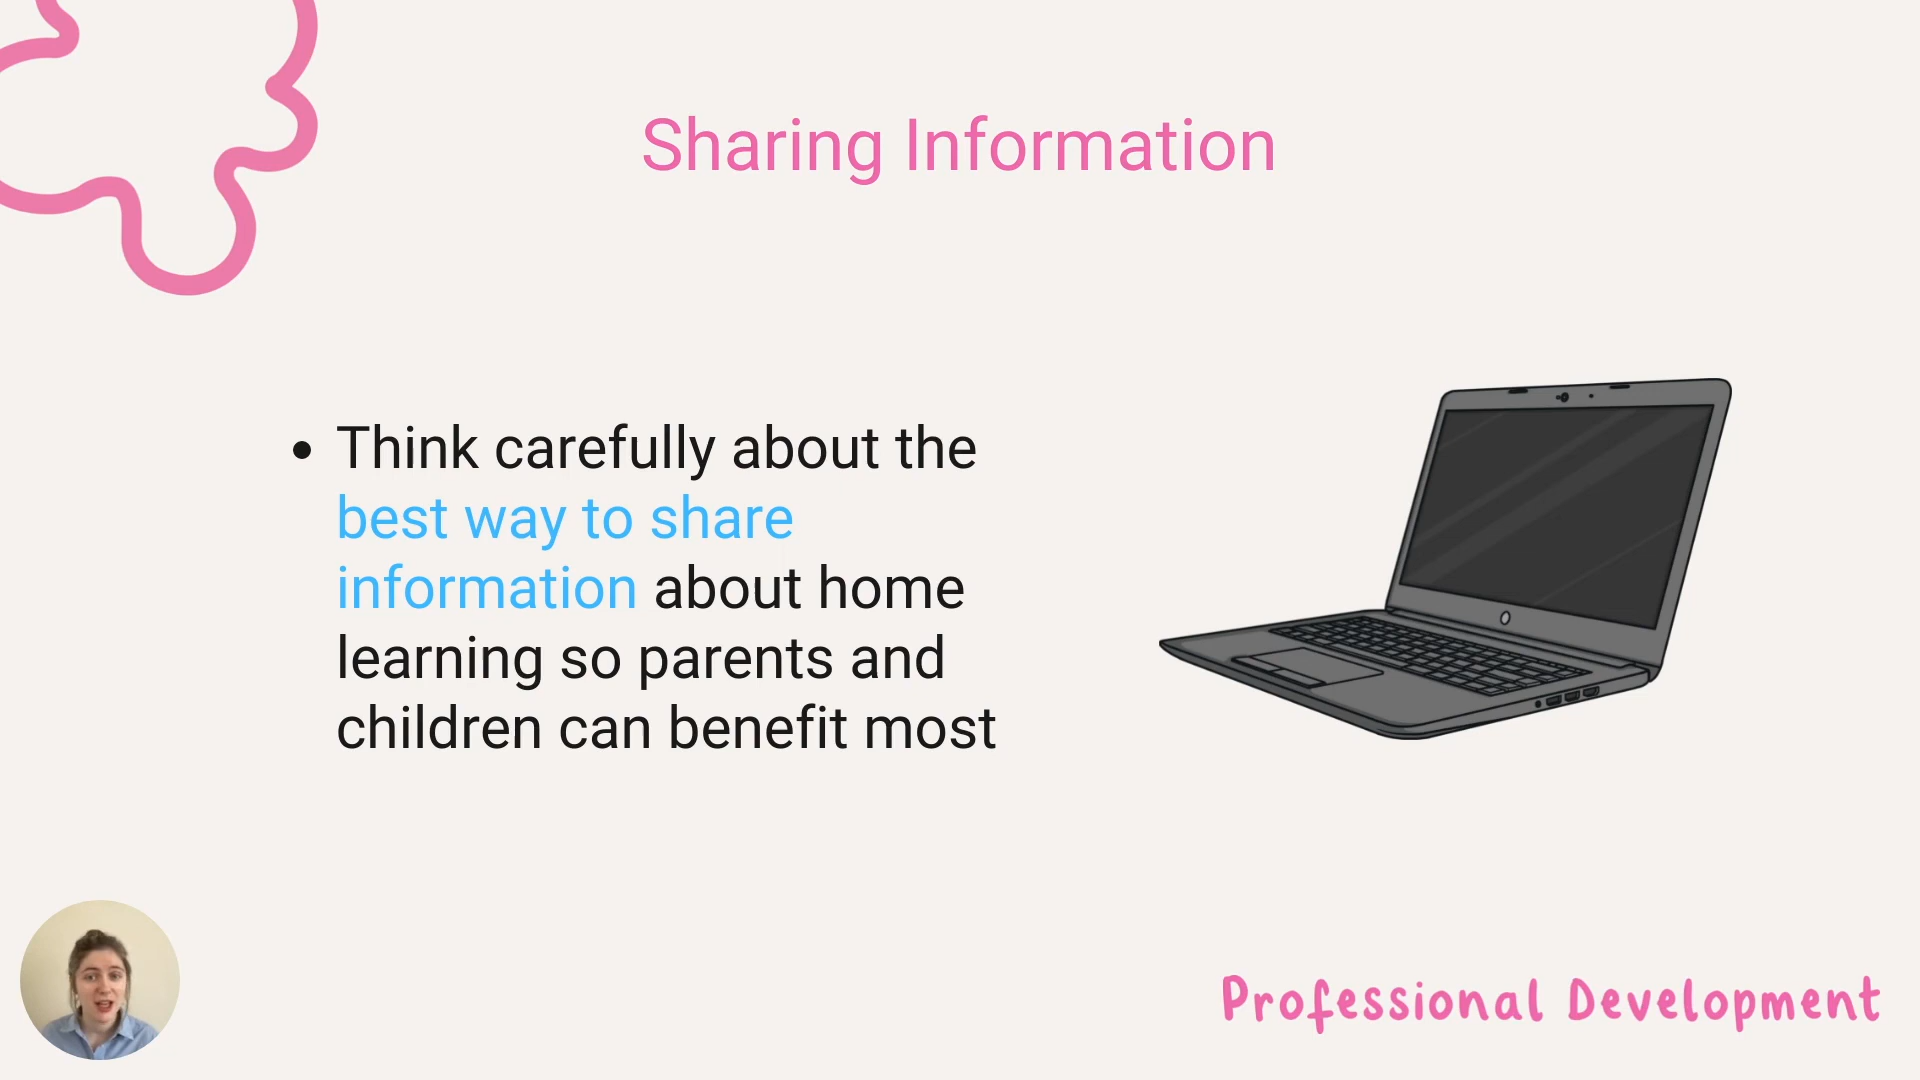 Sharing Information
• Think carefully about the
best way to share
information about home
learning so parents and
children can benefit most
Professional Development